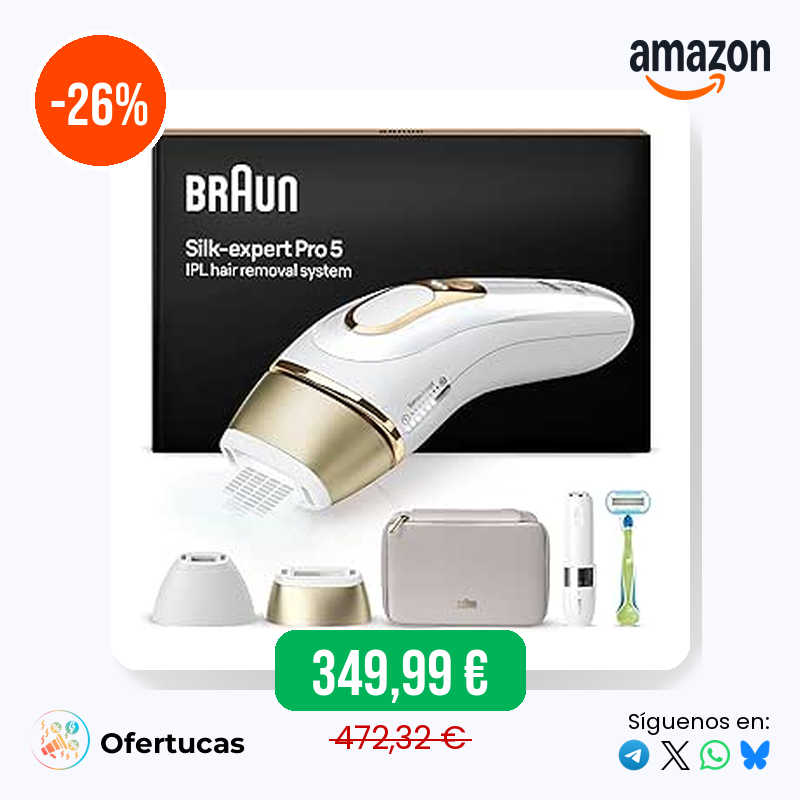 -26%
amazon
BRAUN
Silk-expert Pro 5
IPL hair removal system
349,99 €
472,32 €
Ofertucas
Síguenos en: